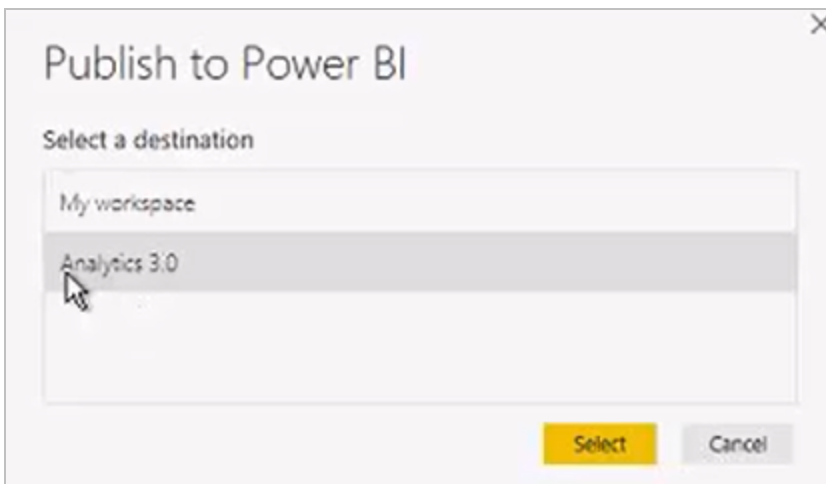 Publish to Power BI
Select a destination
My workspace
Analytics 3.0
Select Cancel